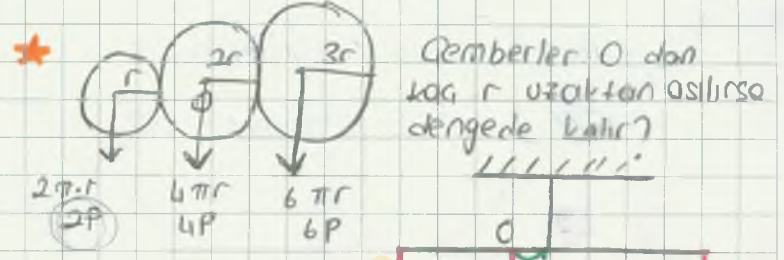 r
2r
3r
O
Çemberler O dan
kaç r uzaktan asılırsa
dengede kalır?
2π.r
4πr
6πr
2P
4P
6P
O